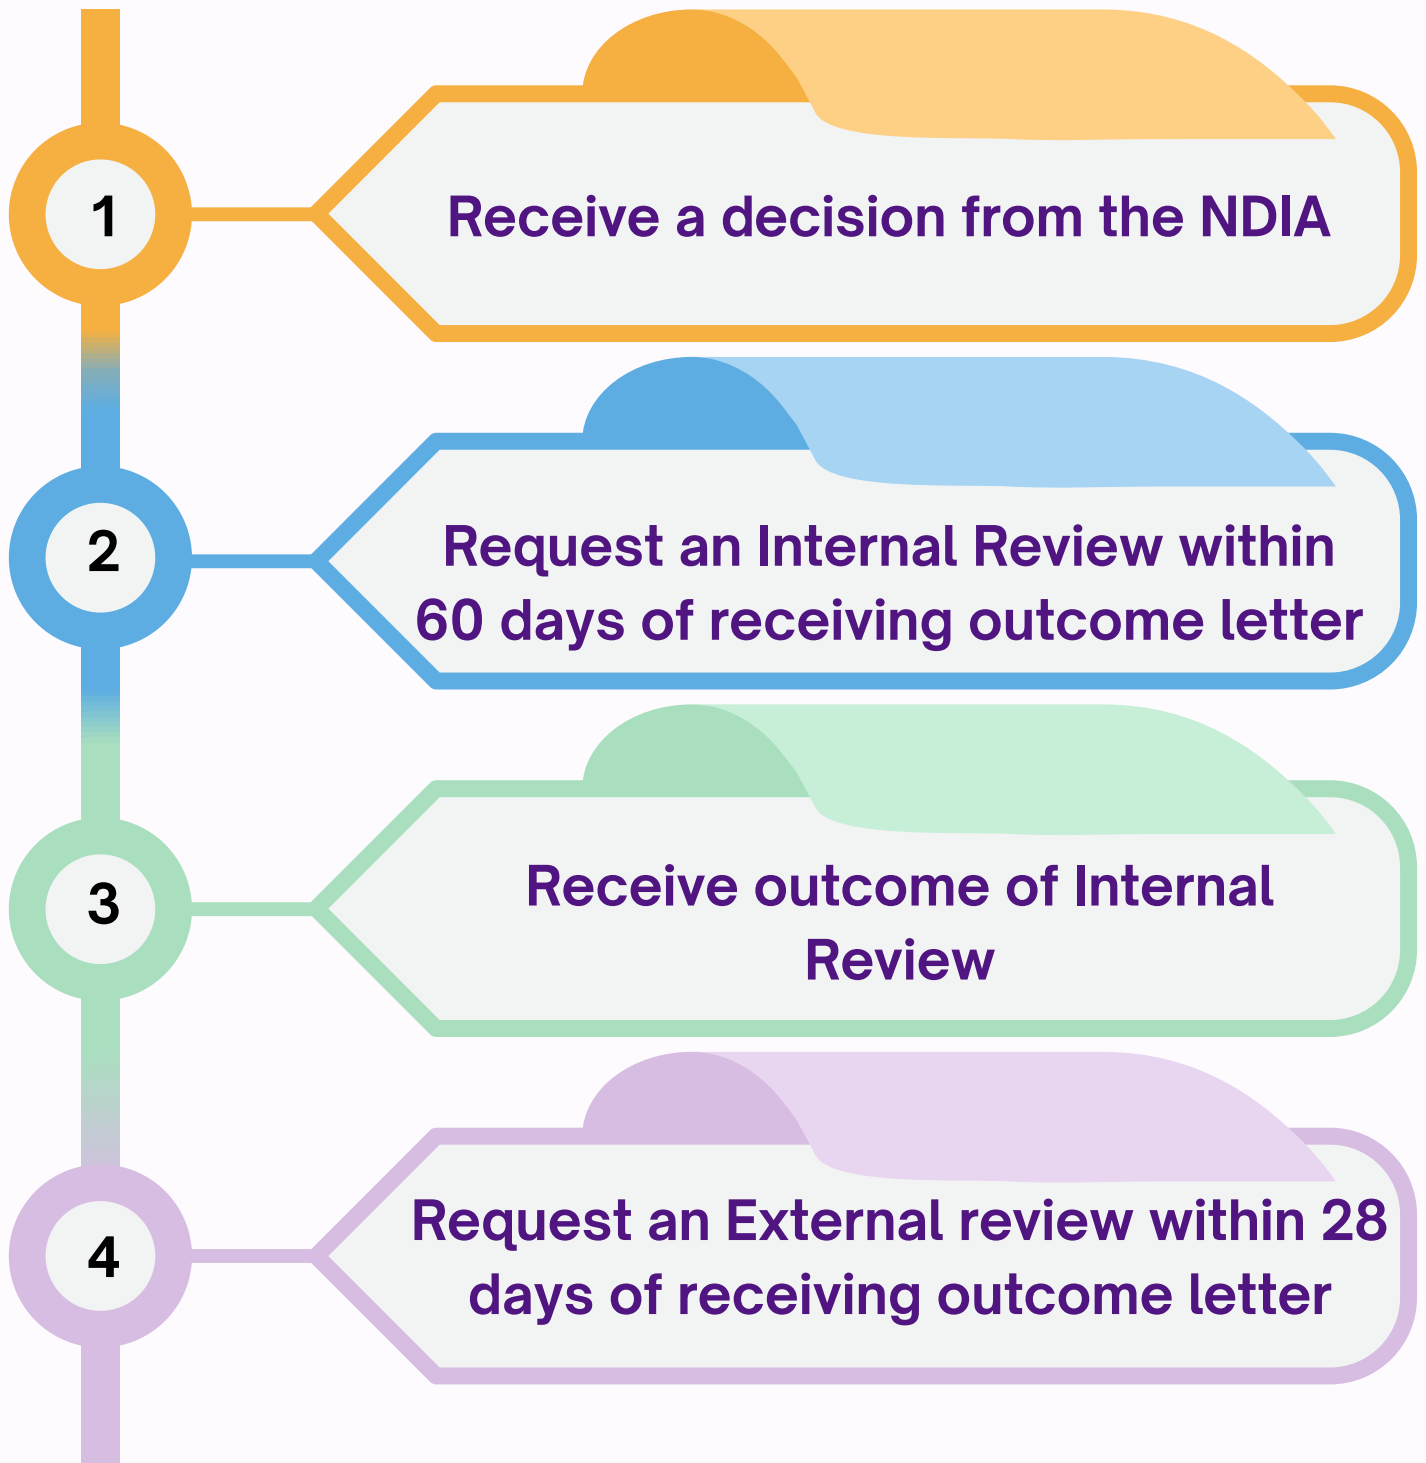 1
Receive a decision from the NDIA
2
Request an Internal Review within
60 days of receiving outcome letter
3
Receive outcome of Internal
Review
4
Request an External review within 28
days of receiving outcome letter